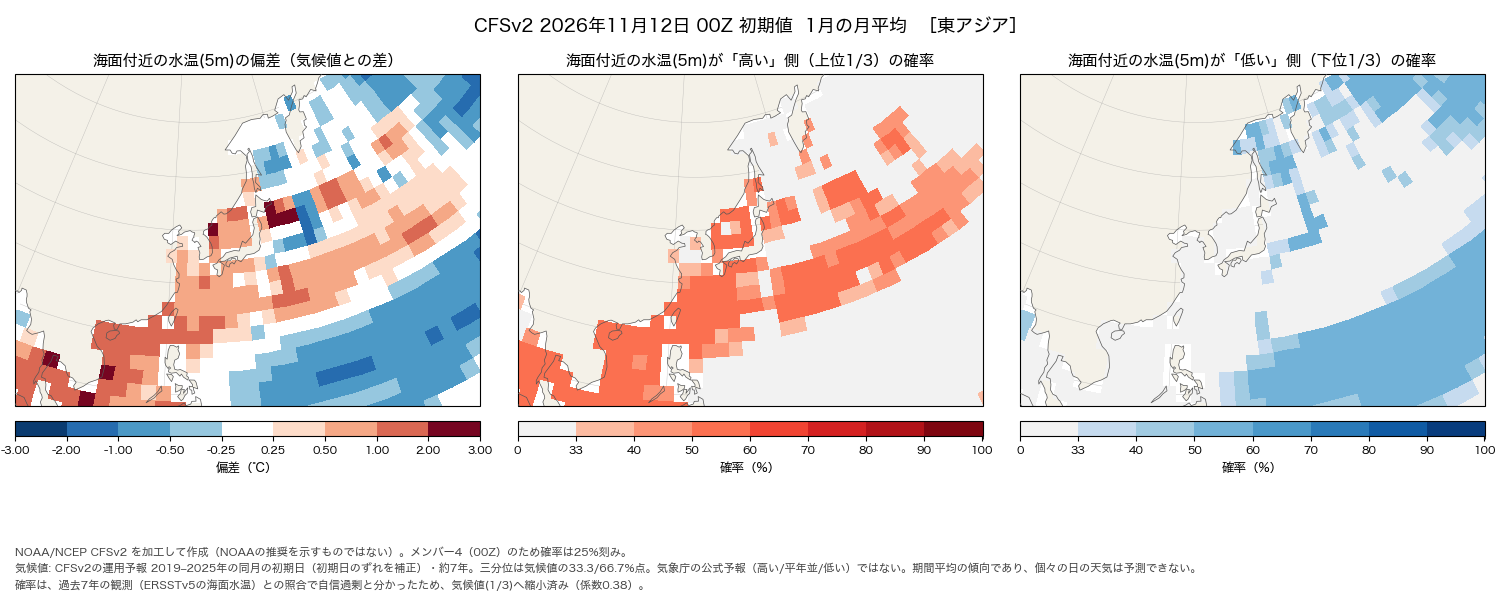 CFSv2 2026年11月12日 00Z 初期値 1月の月平均 ［東アジア］
海面付近の水温(5m)の偏差（気候値との差）
海面付近の水温(5m)が「高い」側（上位1/3）の確率
海面付近の水温(5m)が「低い」側（下位1/3）の確率
-3.00 -2.00 -1.00 -0.50 -0.25 0.25 0.50 1.00 2.00 3.00
偏差（℃）
0 33 40 50 60 70 80 90 100
確率（%）
0 33 40 50 60 70 80 90 100
確率（%）
NOAA/NCEP CFSv2 を加工して作成（NOAAの推奨を示すものではない）。メンバー4（00Z）のため確率は25%刻み。
気候値: CFSv2の運用予報 2019–2025年の同月の初期日（初期日のずれを補正）・約7年。三分位は気候値の33.3/66.7%点。気象庁の公式予報（高い/平年並/低い）ではない。期間平均の傾向であり、個々の日の天気は予測できない。
確率は、過去7年の観測（ERSSTv5の海面水温）との照合で自信過剰と分かったため、気候値(1/3)へ縮小済み（係数0.38）。